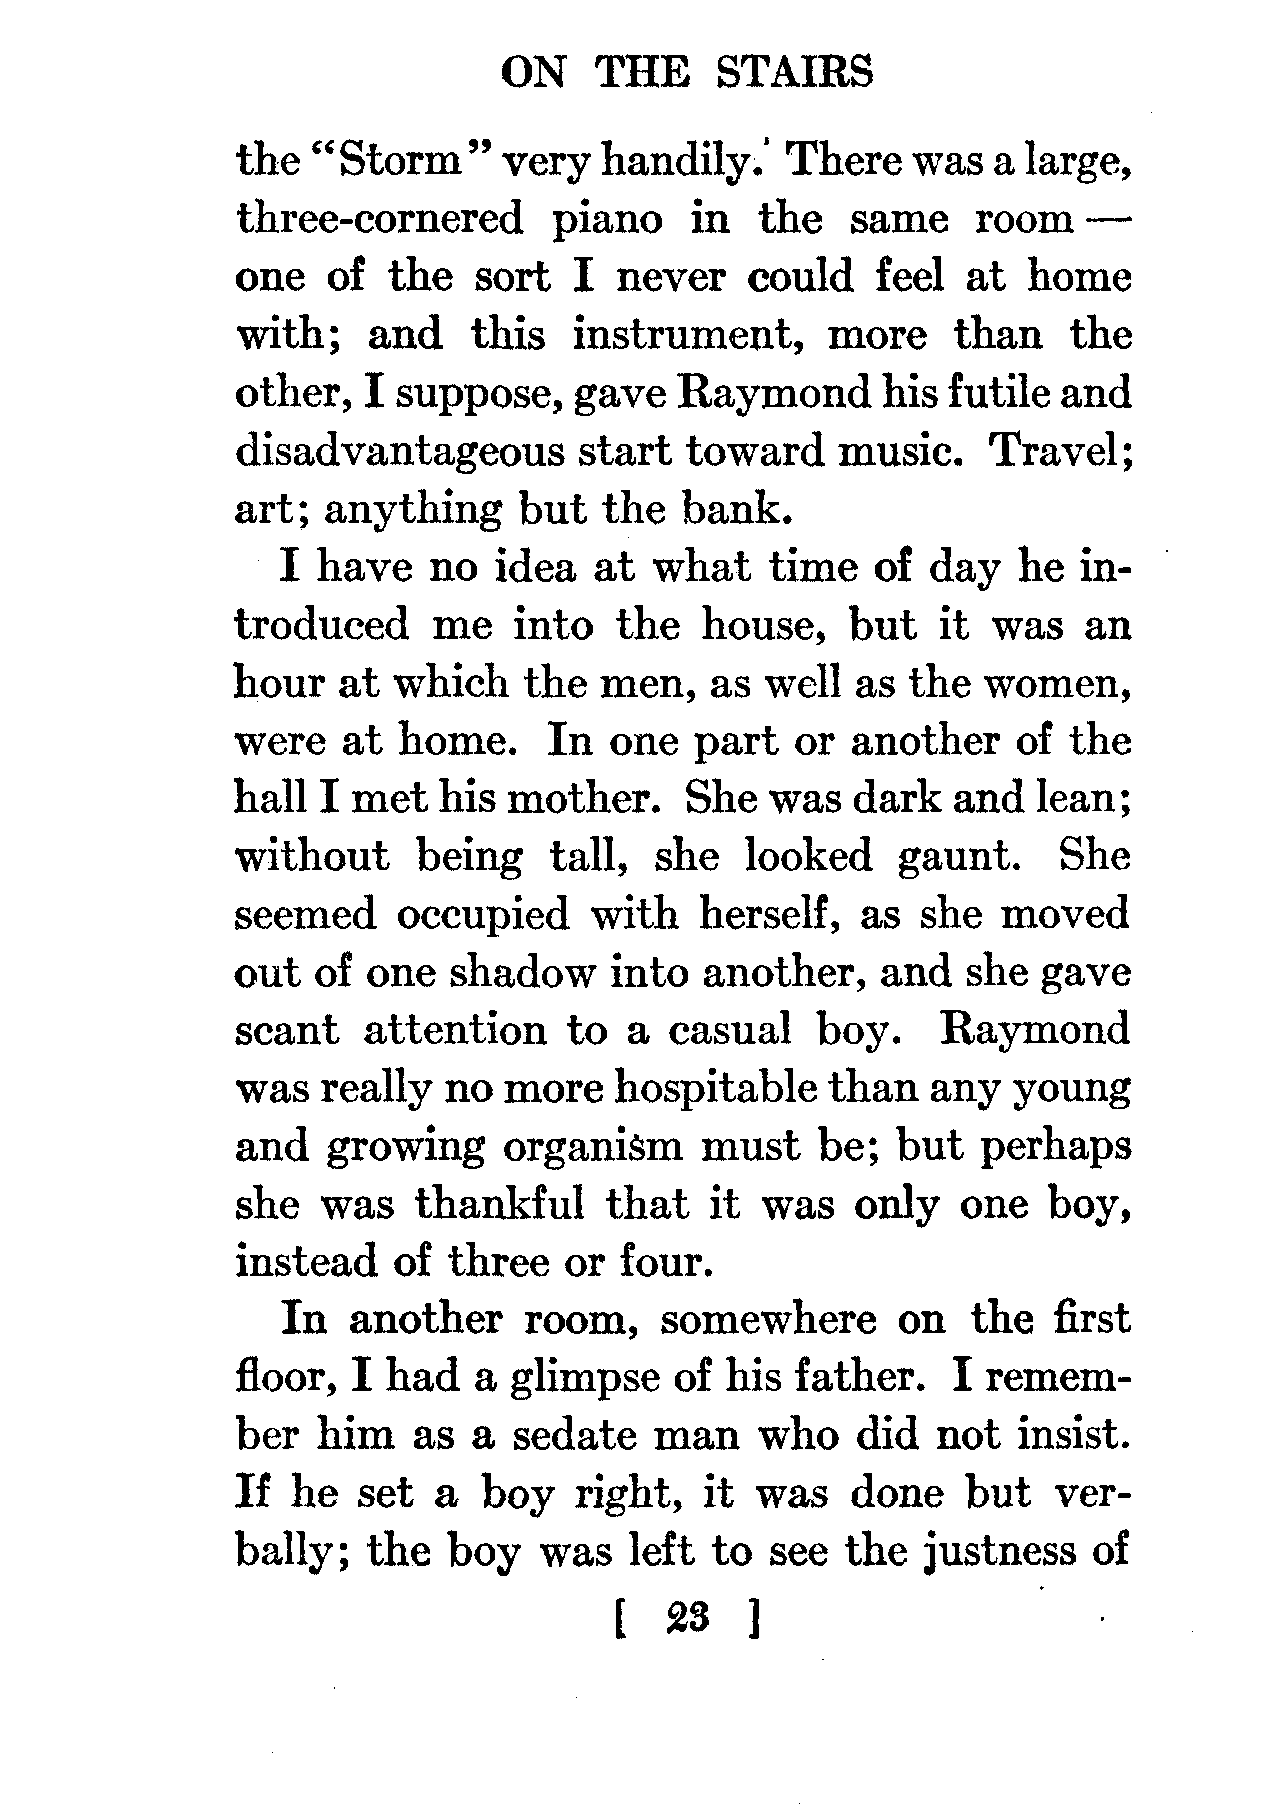 ON THE STAIRS
the “Storm” very handily. There was a large,
three-cornered piano in the same room —
one of the sort I never could feel at home
with; and this instrument, more than the
other, I suppose, gave Raymond his futile and
disadvantageous start toward music. Travel;
art; anything but the bank.
I have no idea at what time of day he in-
troduced me into the house, but it was an
hour at which the men, as well as the women,
were at home. In one part or another of the
hall I met his mother. She was dark and lean;
without being tall, she looked gaunt. She
seemed occupied with herself, as she moved
out of one shadow into another, and she gave
scant attention to a casual boy. Raymond
was really no more hospitable than any young
and growing organism must be; but perhaps
she was thankful that it was only one boy,
instead of three or four.
In another room, somewhere on the first
floor, I had a glimpse of his father. I remem-
ber him as a sedate man who did not insist.
If he set a boy right, it was done but ver-
bally; the boy was left to see the justness of
[ 23 ]